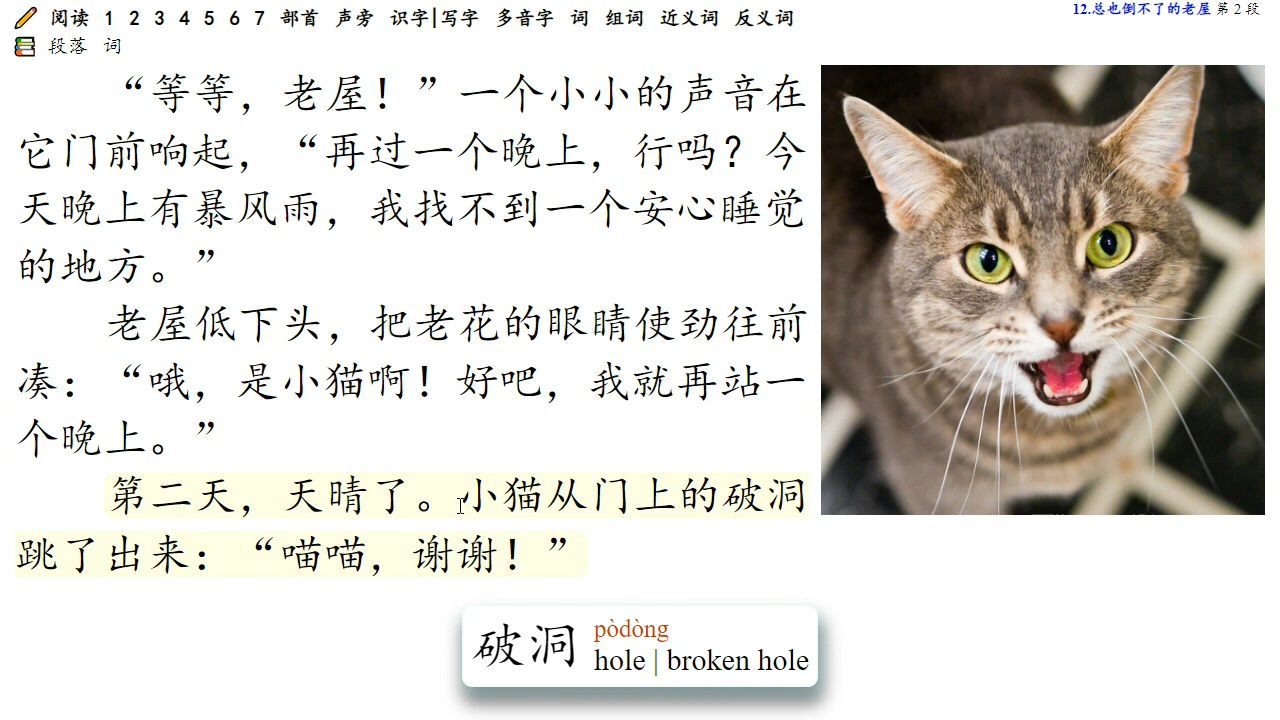 阅读 1 2 3 4 5 6 7 部首 声旁 识字|写字 多音字 词 组词 近义词 反义词
12.总也倒不了的老屋 第 2 段
段落 词
“等等，老屋！”一个小小的声音在
它门前响起，“再过一个晚上，行吗？今
天晚上有暴风雨，我找不到一个安心睡觉
的地方。”
老屋低下头，把老花的眼睛使劲往前
凑：“哦，是小猫啊！好吧，我就再站一
个晚上。”
第二天，天晴了。小猫从门上的破洞
跳了出来：“喵喵，谢谢！”
破洞
pòdòng
hole | broken hole